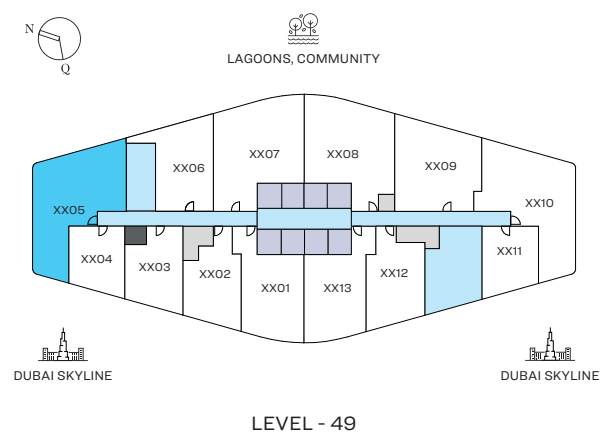 N
Q
LAGOONS, COMMUNITY
XX06
XX07
XX08
XX09
XX05
XX10
XX04
XX03
XX02
XX01
XX13
XX12
XX11
DUBAI SKYLINE
DUBAI SKYLINE
LEVEL - 49